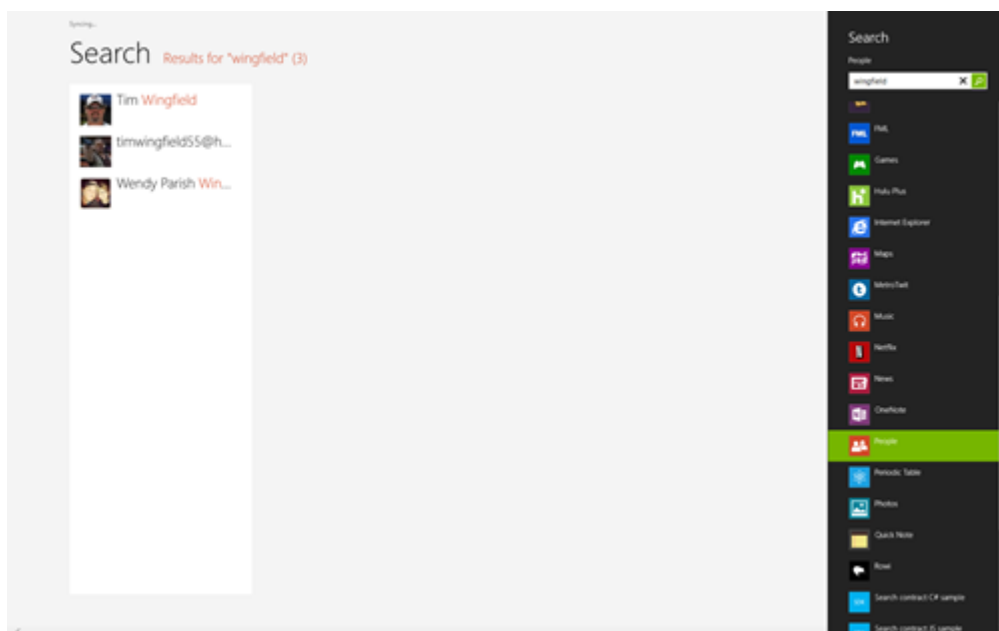 Syncing...
Search Results for "wingfield" (3)
Tim Wingfield
timwingfield55@h...
Wendy Parish Win...
Search
People
wingfield
FML
FML
Games
Hulu Plus
Internet Explorer
Maps
MetroTwit
Music
Netflix
News
OneNote
People
Periodic Table
Photos
Quick Note
Rowi
Search contract C# sample
Search contract JS sample